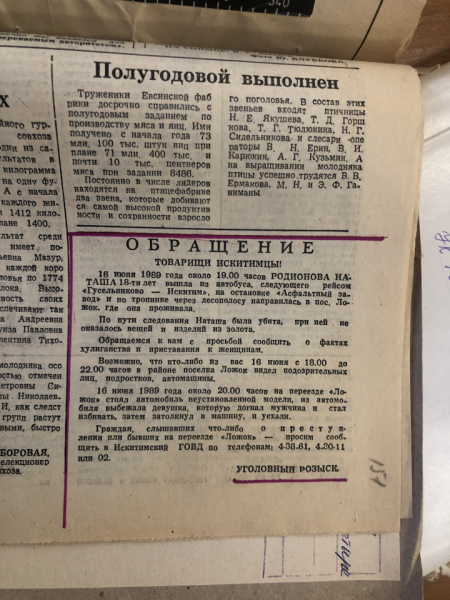 Полугодовой выполнен
Труженики Евсинской фаб
рики досрочно справились с
полугодовым заданием по
производству мяса и яиц. Ими
получено с начала года 73
млн, 100 тыс. штук яиц при
плане 71 млн. 400 тыс. и
почти 10 тыс. центнеров
мяса при задании 8486.
Постоянно в числе лидеров
находятся на птицефабрике
два звена, которые добивают
ся самой высокой продуктив
ности и сохранности взросло
го поголовья. В состав этих
звеньев входят птичницы
Н. Е. Якушева, Т. Д. Горш
кова, Т. Г. Тюлюкина, Н. Г.
Сидельникова и слесари -опе
раторы В. Н. Ерик, В. И.
Карюкин, А. Г. Кузьмин. А
на выращивании молодняка
птицы успешно трудятся В. В.
Ермакова, М. Н. и Э. Ф. Га-
ниманы.
ОБРАЩЕНИЕ
ТОВАРИЩИ ИСКИТИМЦЫ!
16 июня 1989 года около 19.00 часов РОДИОНОВА НА-
ТАША 18-ти лет вышла из автобуса, следующего рейсом
«Гусельниково — Искитим», на остановке «Асфальтный за-
вод» и по тропинке через лесополосу направилась в пос. Ло-
жок, где она проживала.
По пути следования Наташа была убита, при ней не
оказалось вещей и изделий из золота.
Обращаемся к вам с просьбой сообщить о фактах
хулиганства и приставания к женщинам.
Возможно, что кто-либо из вас 16 июня с 18.00 до
22.00 часов в районе поселка Ложок видел подозрительных
лиц, подростков, автомашины.
16 июня 1989 года около 20.00 часов на переезде «Ло-
жок» стоял автомобиль неустановленной модели, из автомо-
биля выбежала девушка, которую догнал мужчина и стал
избивать, затем затолкнул в машину, и уехали.
Граждан, слышавших что-либо о преступ-
лении или бывших на переезде «Ложок» — просим сооб-
щить в Искитимский ГОВД по телефонам: 4-38-61, 4-30-11
или 02.
УГОЛОВНЫЙ РОЗЫСК.